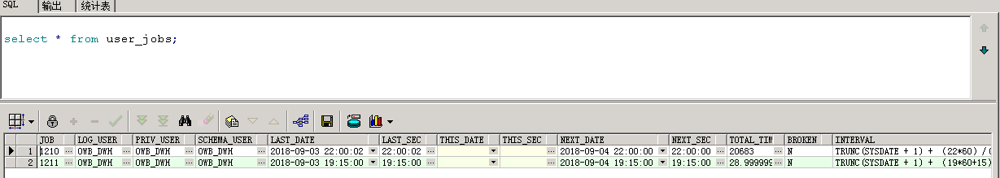 SQL 输出 统计表
select * from user_jobs;
JOB LOG_USER PRIV_USER SCHEMA_USER LAST_DATE LAST_SEC THIS_DATE THIS_SEC NEXT_DATE NEXT_SEC TOTAL_TIM BROKEN INTERVAL
1 1210 ... OWB_DWH ... OWB_DWH ... OWB_DWH ... 2018-09-03 22:00:02 22:00:02 ... ... 2018-09-04 22:00:00 22:00:00 ... 20683 ... N ... TRUNC(SYSDATE + 1) + (22*60) /(
2 1211 ... OWB_DWH ... OWB_DWH ... OWB_DWH ... 2018-09-03 19:15:00 19:15:00 ... ... 2018-09-04 19:15:00 19:15:00 ... 28.999999 ... N ... TRUNC(SYSDATE + 1) + (19*60+15)